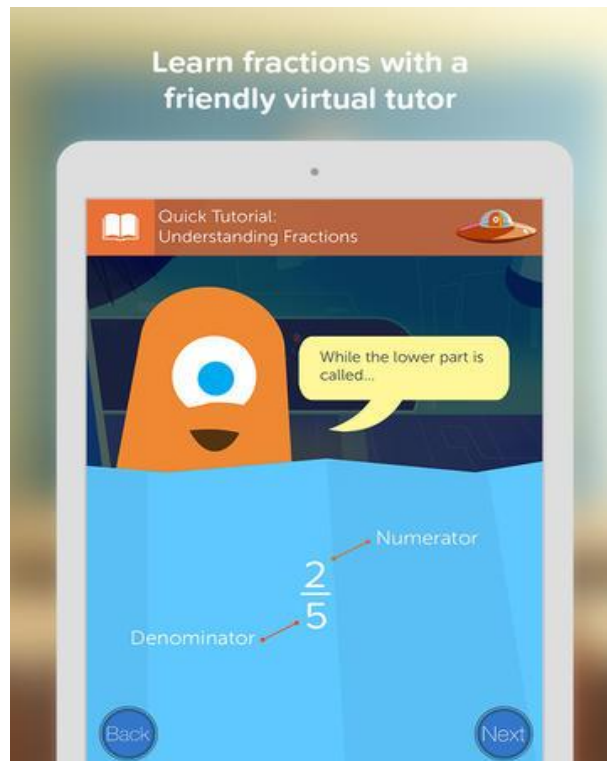 Learn fractions with a
friendly virtual tutor
Quick Tutorial:
Understanding Fractions
While the lower part is
called...
Numerator
2
5
Denominator
Back
Next